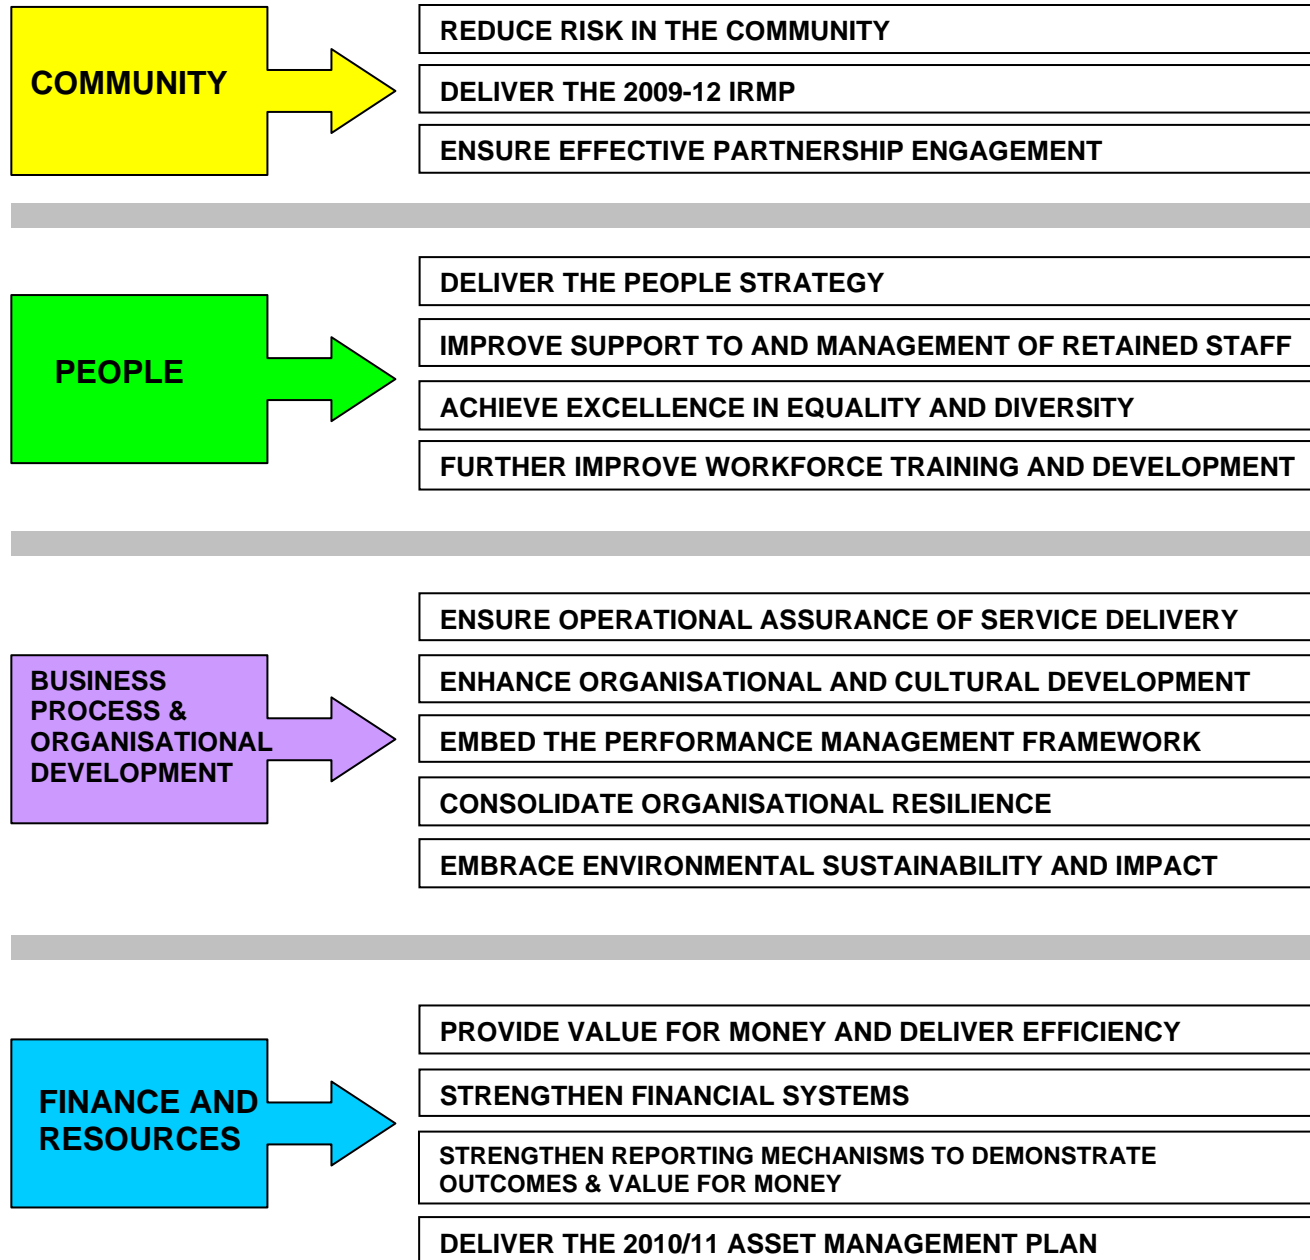 COMMUNITY
REDUCE RISK IN THE COMMUNITY
DELIVER THE 2009-12 IRMP
ENSURE EFFECTIVE PARTNERSHIP ENGAGEMENT
PEOPLE
DELIVER THE PEOPLE STRATEGY
IMPROVE SUPPORT TO AND MANAGEMENT OF RETAINED STAFF
ACHIEVE EXCELLENCE IN EQUALITY AND DIVERSITY
FURTHER IMPROVE WORKFORCE TRAINING AND DEVELOPMENT
BUSINESS
PROCESS &
ORGANISATIONAL
DEVELOPMENT
ENSURE OPERATIONAL ASSURANCE OF SERVICE DELIVERY
ENHANCE ORGANISATIONAL AND CULTURAL DEVELOPMENT
EMBED THE PERFORMANCE MANAGEMENT FRAMEWORK
CONSOLIDATE ORGANISATIONAL RESILIENCE
EMBRACE ENVIRONMENTAL SUSTAINABILITY AND IMPACT
FINANCE AND
RESOURCES
PROVIDE VALUE FOR MONEY AND DELIVER EFFICIENCY
STRENGTHEN FINANCIAL SYSTEMS
STRENGTHEN REPORTING MECHANISMS TO DEMONSTRATE
OUTCOMES & VALUE FOR MONEY
DELIVER THE 2010/11 ASSET MANAGEMENT PLAN